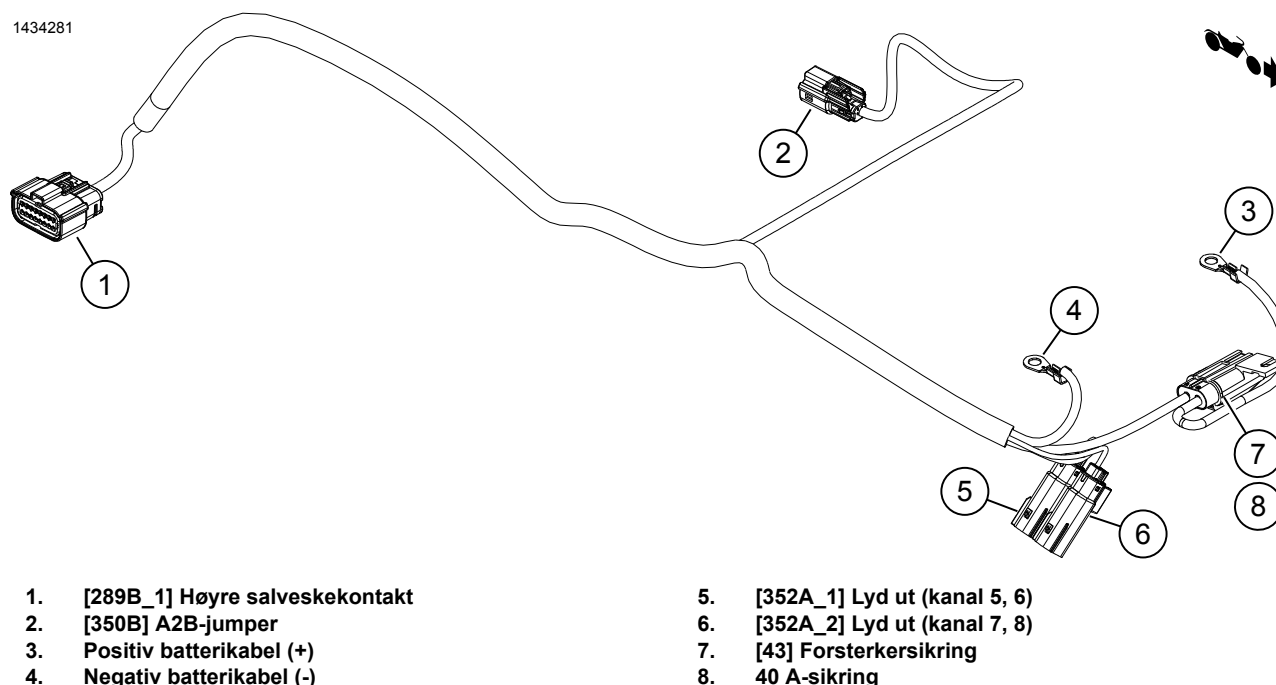 1434281
2
3
1
4
7
5
6
8
1. [289B_1] Høyre salveskekontakt
2. [350B] A2B-jumper
3. Positiv batterikabel (+)
4. Negativ batterikabel (-)
5. [352A_1] Lyd ut (kanal 5, 6)
6. [352A_2] Lyd ut (kanal 7, 8)
7. [43] Forsterkersikring
8. 40 A-sikring